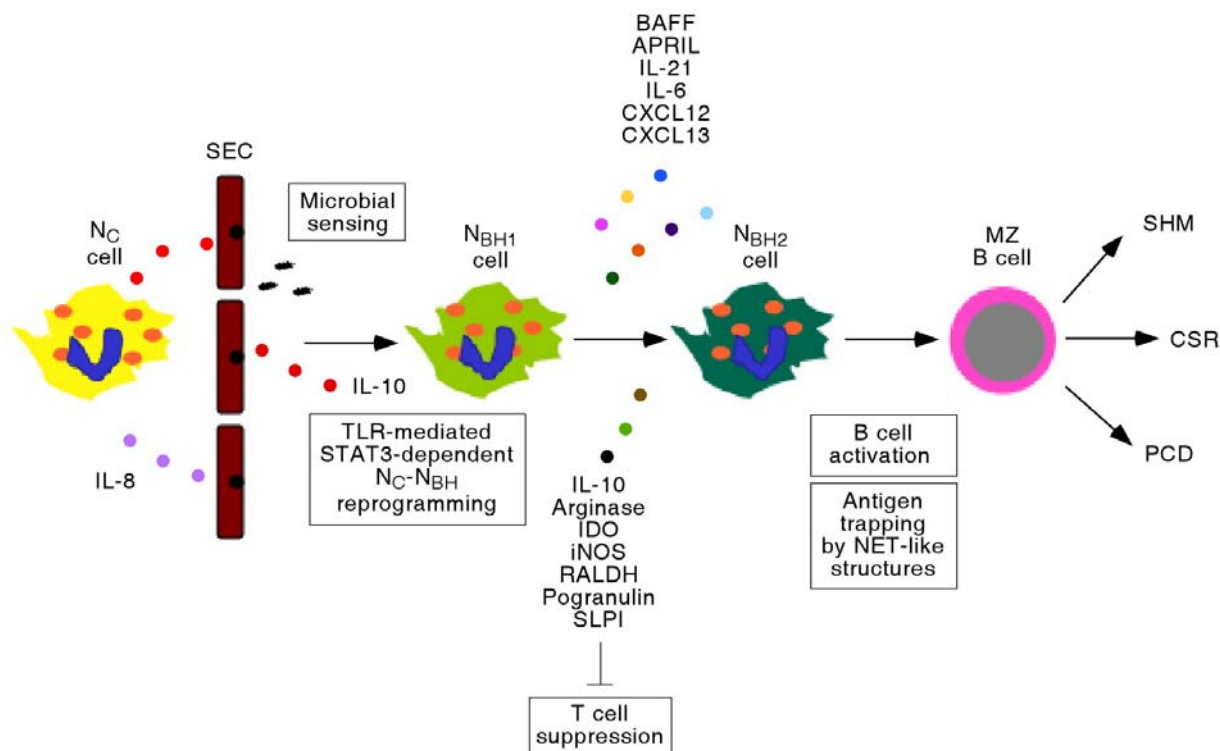 BAFF
APRIL
IL-21
IL-6
CXCL12
CXCL13
SEC
Microbial
sensing
NC
cell
NBH1
cell
NBH2
cell
MZ
B cell
SHM
CSR
PCD
IL-10
IL-8
TLR-mediated
STAT3-dependent
NC-NBH
reprogramming
IL-10
Arginase
IDO
iNOS
RALDH
Pogranulin
SLPI
B cell
activation
Antigen
trapping
by NET-like
structures
T cell
suppression